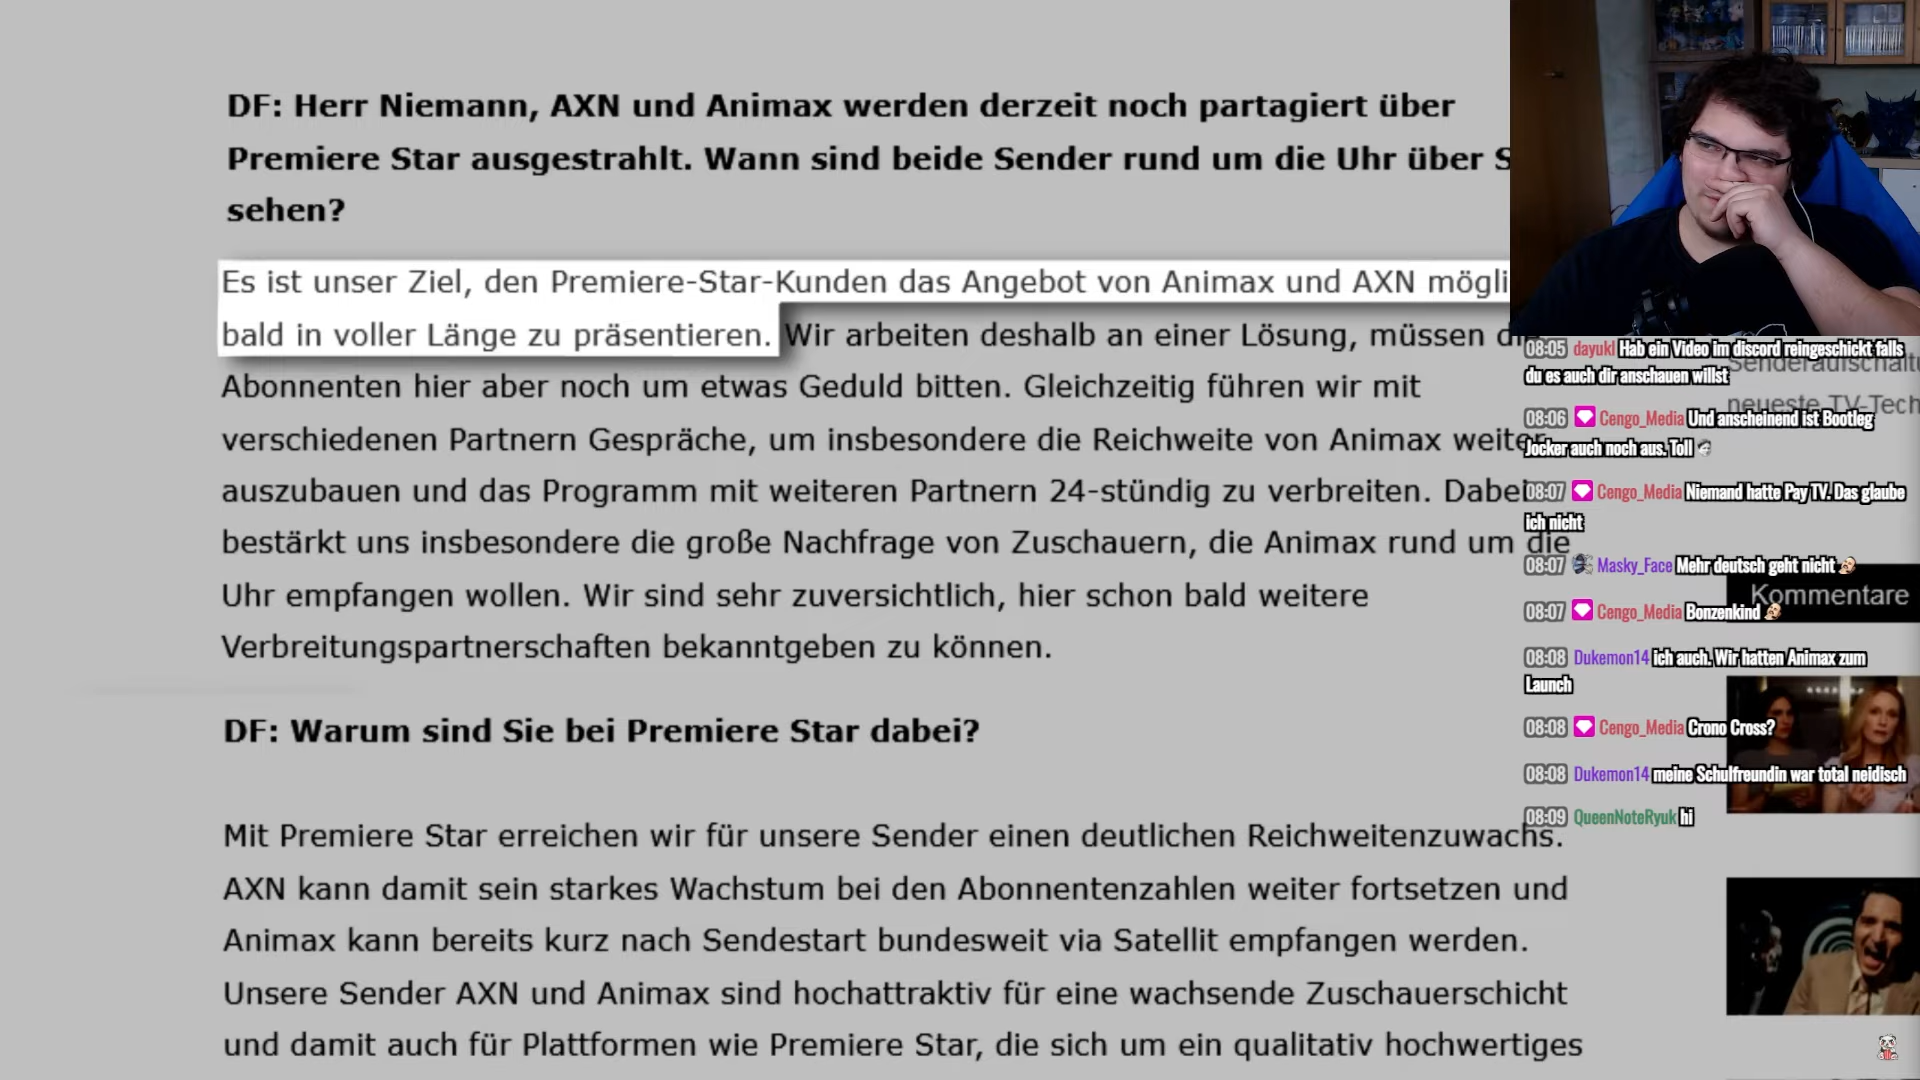 DF: Herr Niemann, AXN und Animax werden derzeit noch partagiert über
Premiere Star ausgestrahlt. Wann sind beide Sender rund um die Uhr über S
sehen?
Es ist unser Ziel, den Premiere-Star-Kunden das Angebot von Animax und AXN mögli
bald in voller Länge zu präsentieren. Wir arbeiten deshalb an einer Lösung, müssen d
Abonnenten hier aber noch um etwas Geduld bitten. Gleichzeitig führen wir mit
verschiedenen Partnern Gespräche, um insbesondere die Reichweite von Animax weiter
auszubauen und das Programm mit weiteren Partnern 24-stündig zu verbreiten. Dabei
bestärkt uns insbesondere die große Nachfrage von Zuschauern, die Animax rund um die
Uhr empfangen wollen. Wir sind sehr zuversichtlich, hier schon bald weitere
Verbreitungspartnerschaften bekanntgeben zu können.
DF: Warum sind Sie bei Premiere Star dabei?
Mit Premiere Star erreichen wir für unsere Sender einen deutlichen Reichweitenzuwachs.
AXN kann damit sein starkes Wachstum bei den Abonnentenzahlen weiter fortsetzen und
Animax kann bereits kurz nach Sendestart bundesweit via Satellit empfangen werden.
Unsere Sender AXN und Animax sind hochattraktiv für eine wachsende Zuschauerschicht
und damit auch für Plattformen wie Premiere Star, die sich um ein qualitativ hochwertiges
08:05 dayukl Hab ein Video im discord reingeschickt falls
du es auch dir anschauen willst
Senderaufschalt
neueste TV-Tech
08:06 Cengo_Media Und anscheinend ist Bootleg
Jocker auch noch aus. Toll
08:07 Cengo_Media Niemand hatte Pay TV. Das glaube
ich nicht
08:07 Masky_Face Mehr deutsch geht nicht
Kommentare
08:07 Cengo_Media Bonzenkind
08:08 Dukemon14 ich auch. Wir hatten Animax zum
Launch
08:08 Cengo_Media Crono Cross?
08:08 Dukemon14 meine Schulfreundin war total neidisch
08:09 QueenNoteRyuk hi